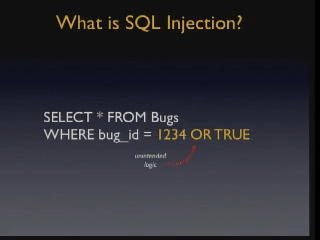 What is SQL Injection?
SELECT * FROM Bugs
WHERE bug_id = 1234 OR TRUE
unintended
logic